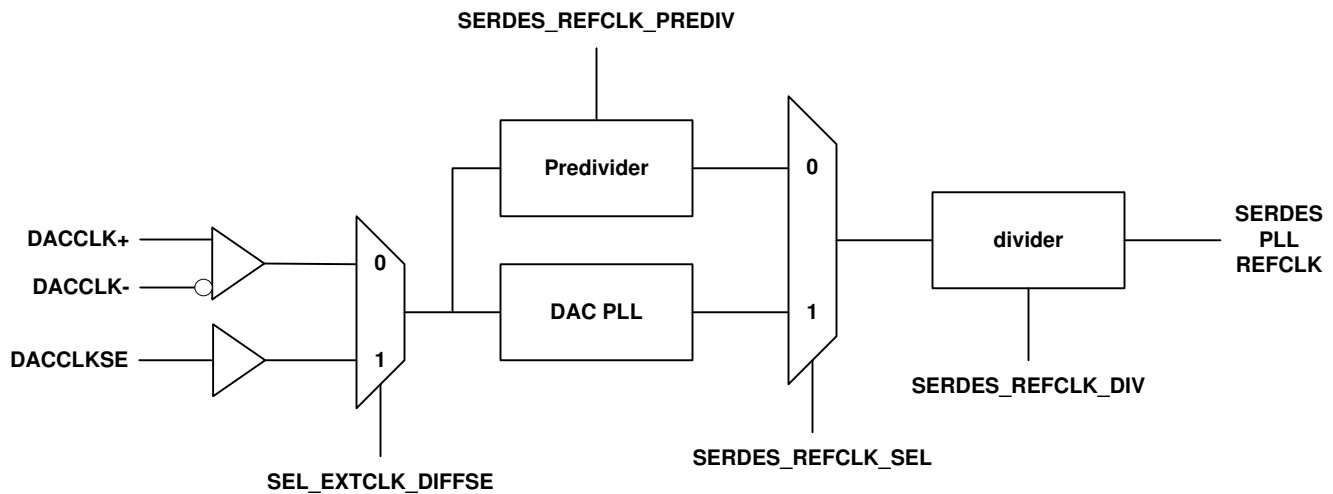 SERDES_REFCLK_PREDIV
Predivider
0
DACCLK+
DACCLK-
DACCLKSE
0
1
DAC PLL
1
divider
SERDES
PLL
REFCLK
SERDES_REFCLK_DIV
SERDES_REFCLK_SEL
SEL_EXTCLK_DIFFSE